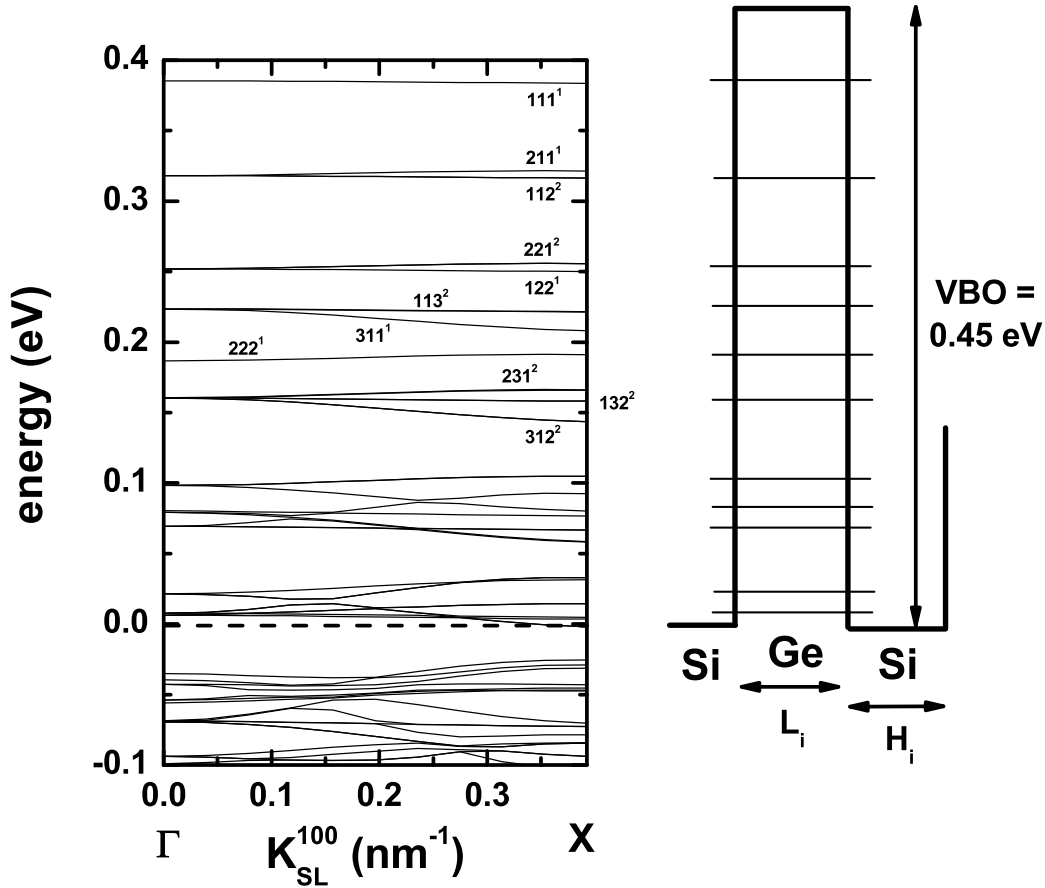 0.4
0.3
0.2
0.1
0.0
-0.1
energy (eV)
111¹
211¹
112²
221²
122¹
113²
311¹
222¹
231²
132²
312²
0.0 0.1 0.2 0.3
Γ K_SL^100 (nm⁻¹) X
VBO =
0.45 eV
Si Ge Si
L_i
H_i